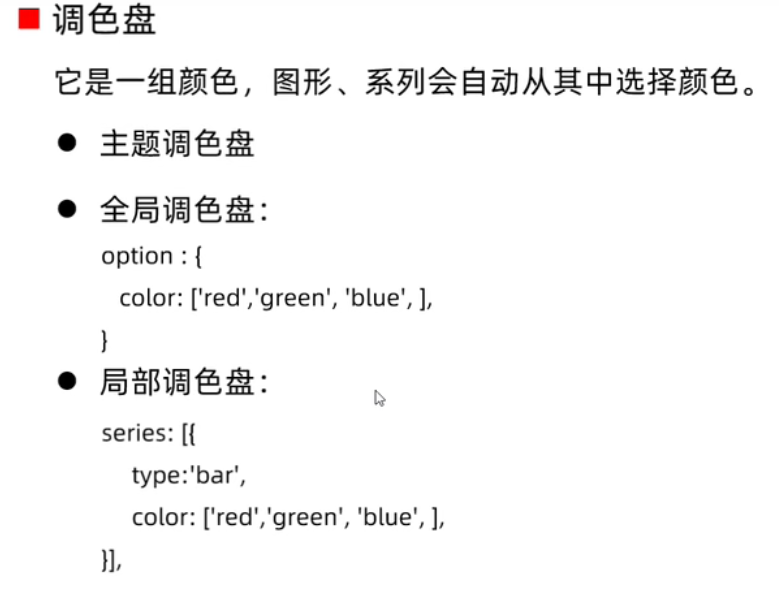 调色盘
它是一组颜色，图形、系列会自动从其中选择颜色。
主题调色盘
全局调色盘：
option : {
color: ['red','green', 'blue', ],
}
局部调色盘：
series: [{
type:'bar',
color: ['red','green', 'blue', ],
}],